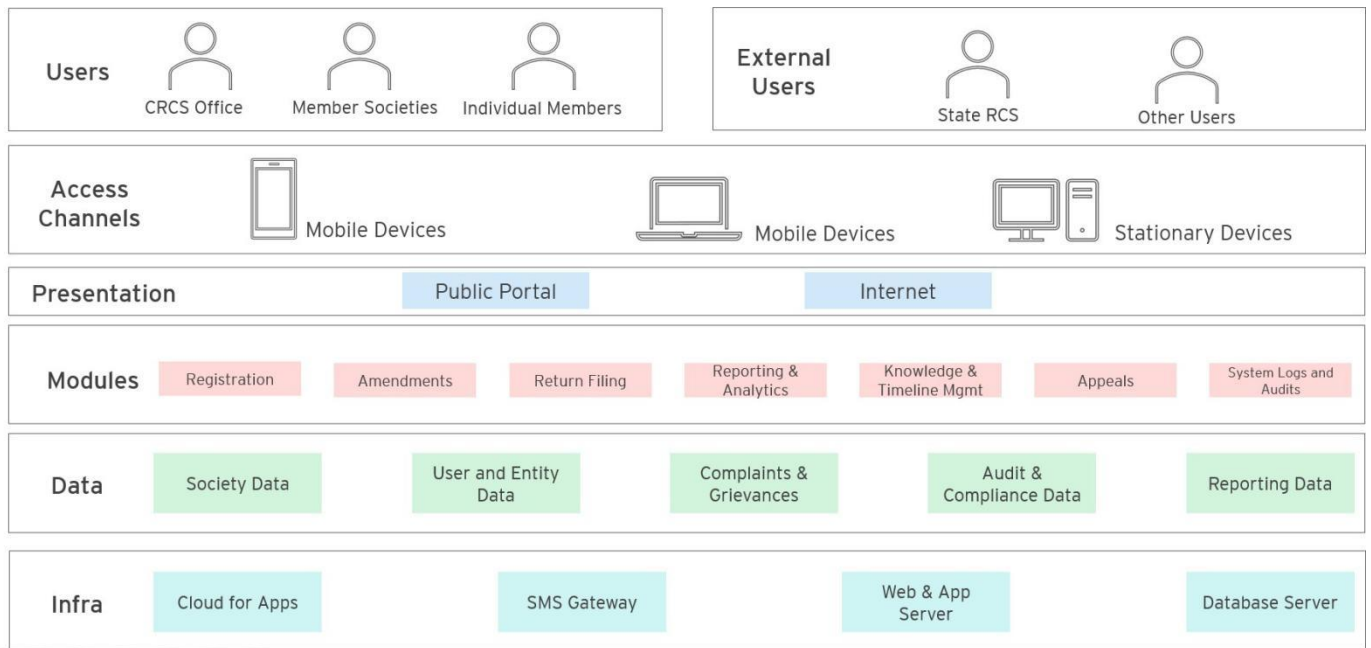 Users
CRCS Office
Member Societies
Individual Members
External
Users
State RCS
Other Users
Access
Channels
Mobile Devices
Mobile Devices
Stationary Devices
Presentation
Public Portal
Internet
Modules
Registration
Amendments
Return Filing
Reporting &
Analytics
Knowledge &
Timeline Mgmt
Appeals
System Logs and
Audits
Data
Society Data
User and Entity
Data
Complaints &
Grievances
Audit &
Compliance Data
Reporting Data
Infra
Cloud for Apps
SMS Gateway
Web & App
Server
Database Server